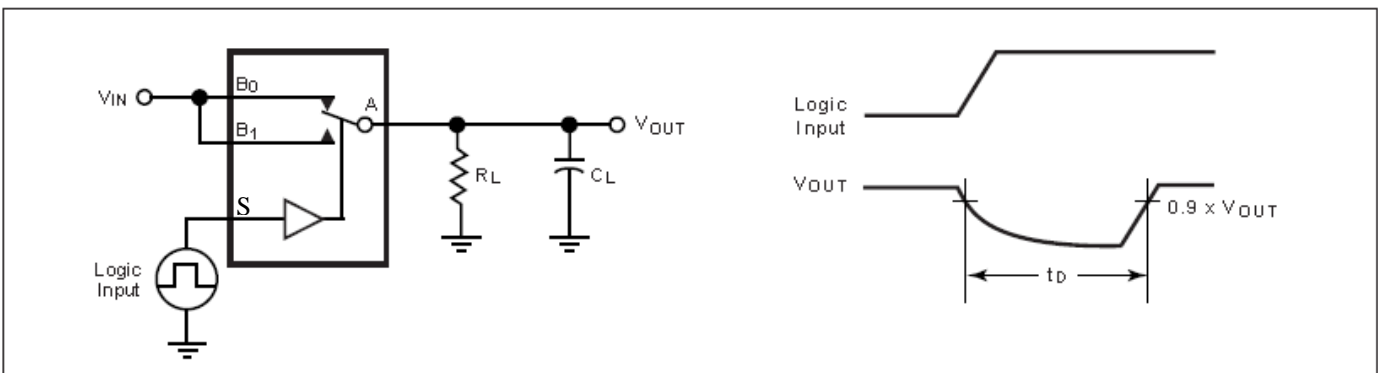 VIN
B0
A
B1
VOUT
RL
CL
S
Logic
Input
Logic
Input
VOUT
0.9 x VOUT
tD